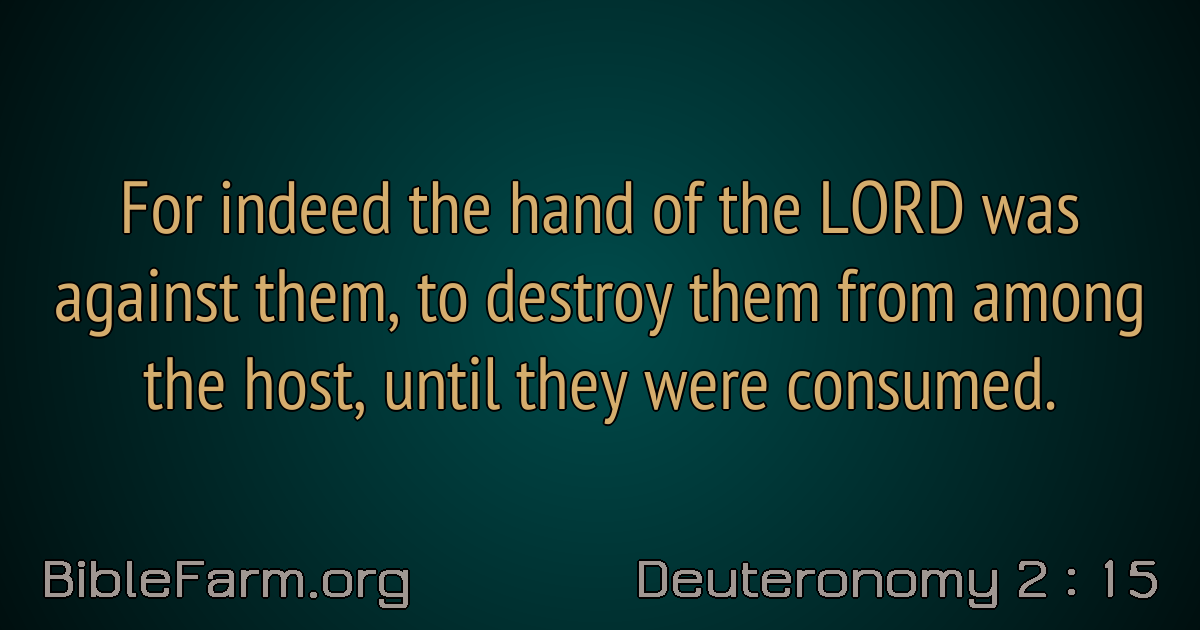 For indeed the hand of the LORD was
against them, to destroy them from among
the host, until they were consumed.
BibleFarm.org
Deuteronomy 2 : 15